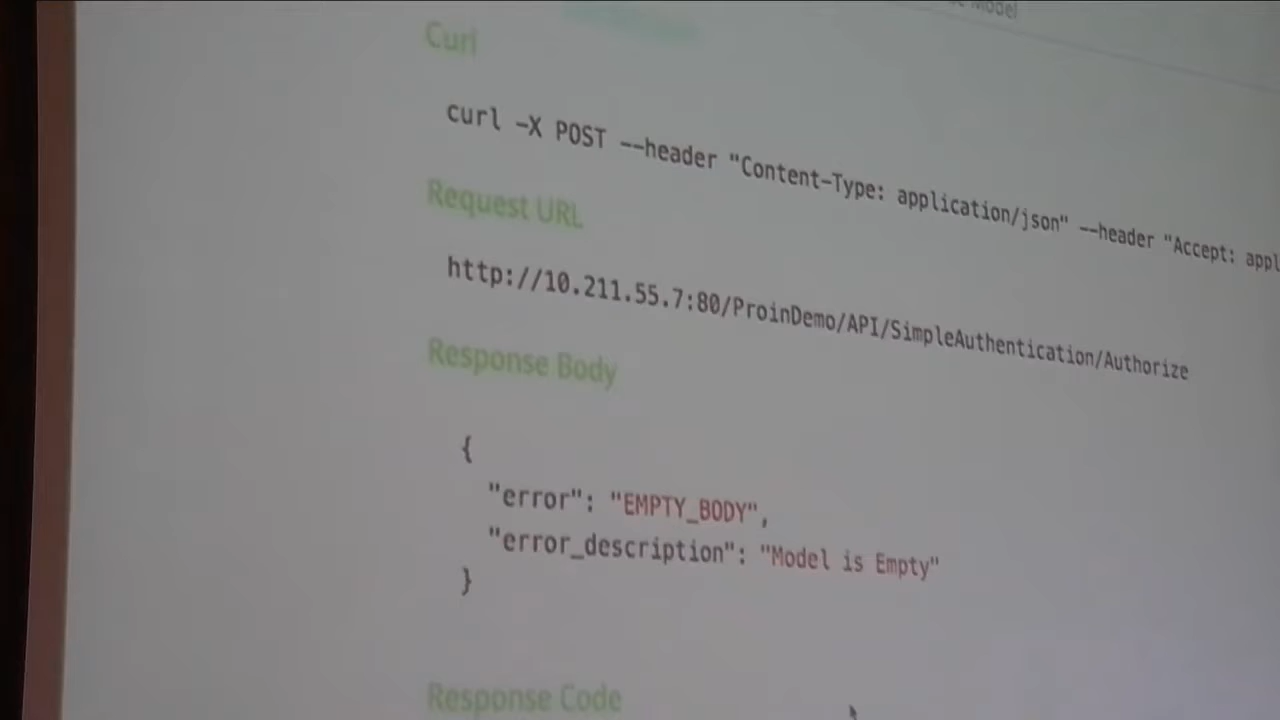 Model
Curl
curl -X POST --header "Content-Type: application/json" --header "Accept: appl
Request URL
http://10.211.55.7:80/ProinDemo/API/SimpleAuthentication/Authorize
Response Body
{
"error": "EMPTY_BODY",
"error_description": "Model is Empty"
}
Response Code